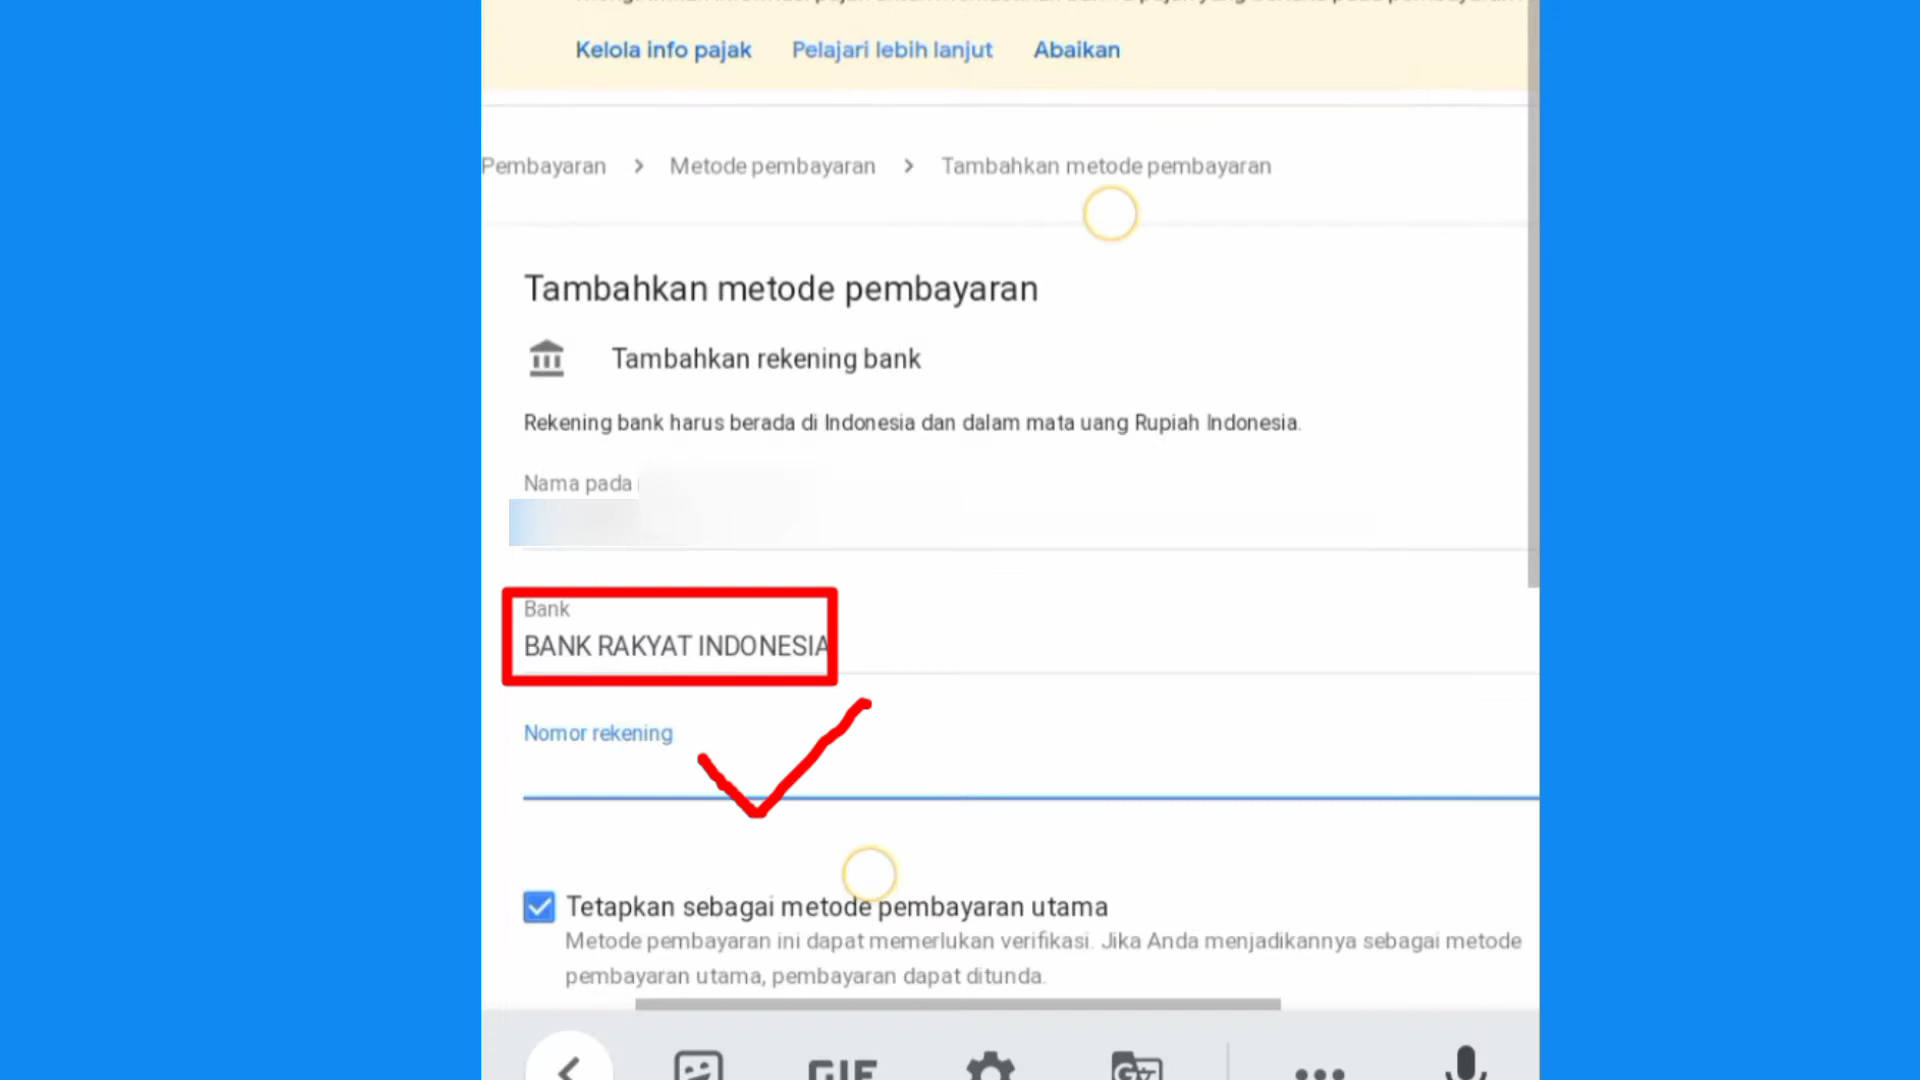 Kelola info pajak Pelajari lebih lanjut Abaikan
Pembayaran > Metode pembayaran > Tambahkan metode pembayaran
Tambahkan metode pembayaran
Tambahkan rekening bank
Rekening bank harus berada di Indonesia dan dalam mata uang Rupiah Indonesia.
Nama pada
Bank
BANK RAKYAT INDONESIA
Nomor rekening
Tetapkan sebagai metode pembayaran utama
Metode pembayaran ini dapat memerlukan verifikasi. Jika Anda menjadikannya sebagai metode
pembayaran utama, pembayaran dapat ditunda.
GIF